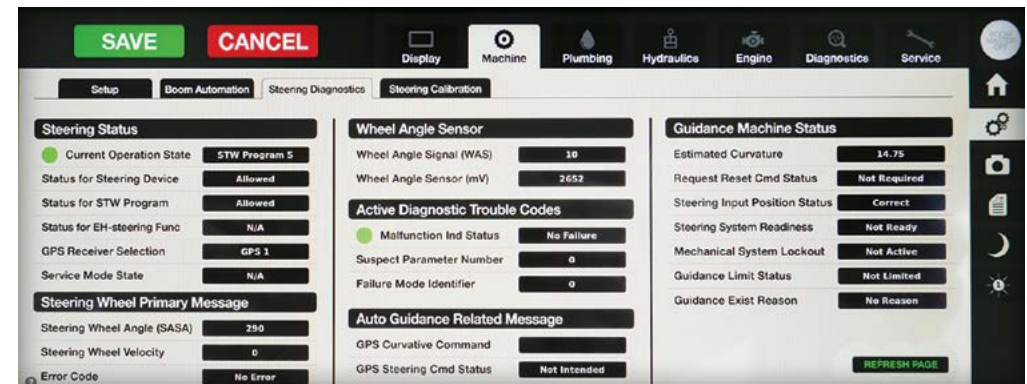 SAVE
CANCEL
Display
Machine
Plumbing
Hydraulics
Engine
Diagnostics
Service
Setup
Boom Automation
Steering Diagnostics
Steering Calibration
Steering Status
Current Operation State STW Program 5
Status for Steering Device Allowed
Status for STW Program Allowed
Status for EH-steering Func N/A
GPS Receiver Selection GPS 1
Service Mode State N/A
Steering Wheel Primary Message
Steering Wheel Angle (SASA) 290
Steering Wheel Velocity 0
Error Code No Error
Wheel Angle Sensor
Wheel Angle Signal (WAS) 10
Wheel Angle Sensor (mV) 2652
Active Diagnostic Trouble Codes
Malfunction Ind Status No Failure
Suspect Parameter Number 0
Failure Mode Identifier 0
Auto Guidance Related Message
GPS Curvative Command
GPS Steering Cmd Status Not Intended
Guidance Machine Status
Estimated Curvature 14.75
Request Reset Cmd Status Not Required
Steering Input Position Status Correct
Steering System Readiness Not Ready
Mechanical System Lockout Not Active
Guidance Limit Status Not Limited
Guidance Exist Reason No Reason
REFRESH PAGE